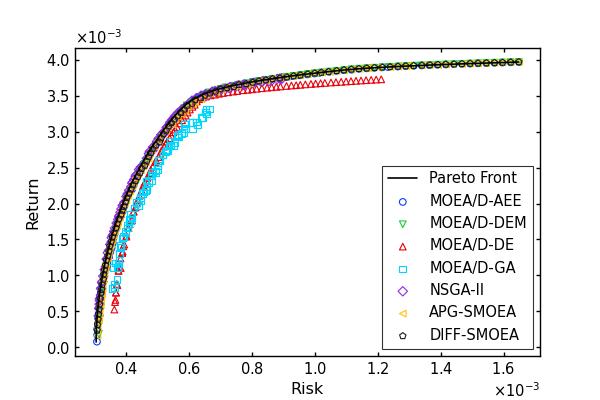 ×10⁻³
4.0
3.5
3.0
2.5
2.0
1.5
1.0
0.5
0.0
Return
Pareto Front
MOEA/D-AEE
MOEA/D-DEM
MOEA/D-DE
MOEA/D-GA
NSGA-II
APG-SMOEA
DIFF-SMOEA
0.4 0.6 0.8 1.0 1.2 1.4 1.6
Risk
×10⁻³